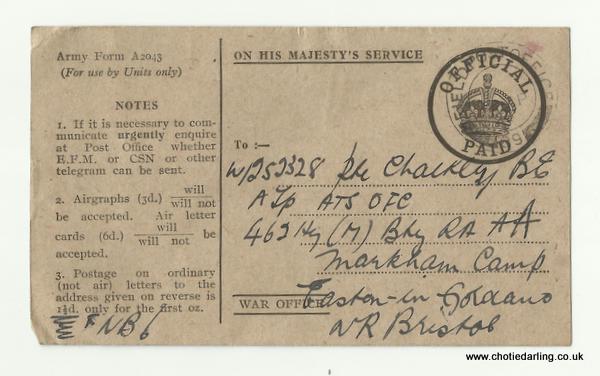 Army Form A2043
(For use by Units only)
NOTES
1. If it is necessary to com-
municate urgently enquire
at Post Office whether
E.F.M. or CSN or other
telegram can be sent.
2. Airgraphs (3d.) will
will not
be accepted. Air letter
cards (6d.) will
will not be
accepted.
3. Postage on ordinary
(not air) letters to the
address given on reverse is
1½d. only for the first oz.
NB6
ON HIS MAJESTY'S SERVICE
OFFICIAL
PAID
To :—
W/252328 Pte Chalkley BE
ATS OFC
462 Hy (M) Bty RA AA
Markham Camp
WAR OFFICE
Easton-in-Gordano
NR Bristol
www.chotiedarling.co.uk